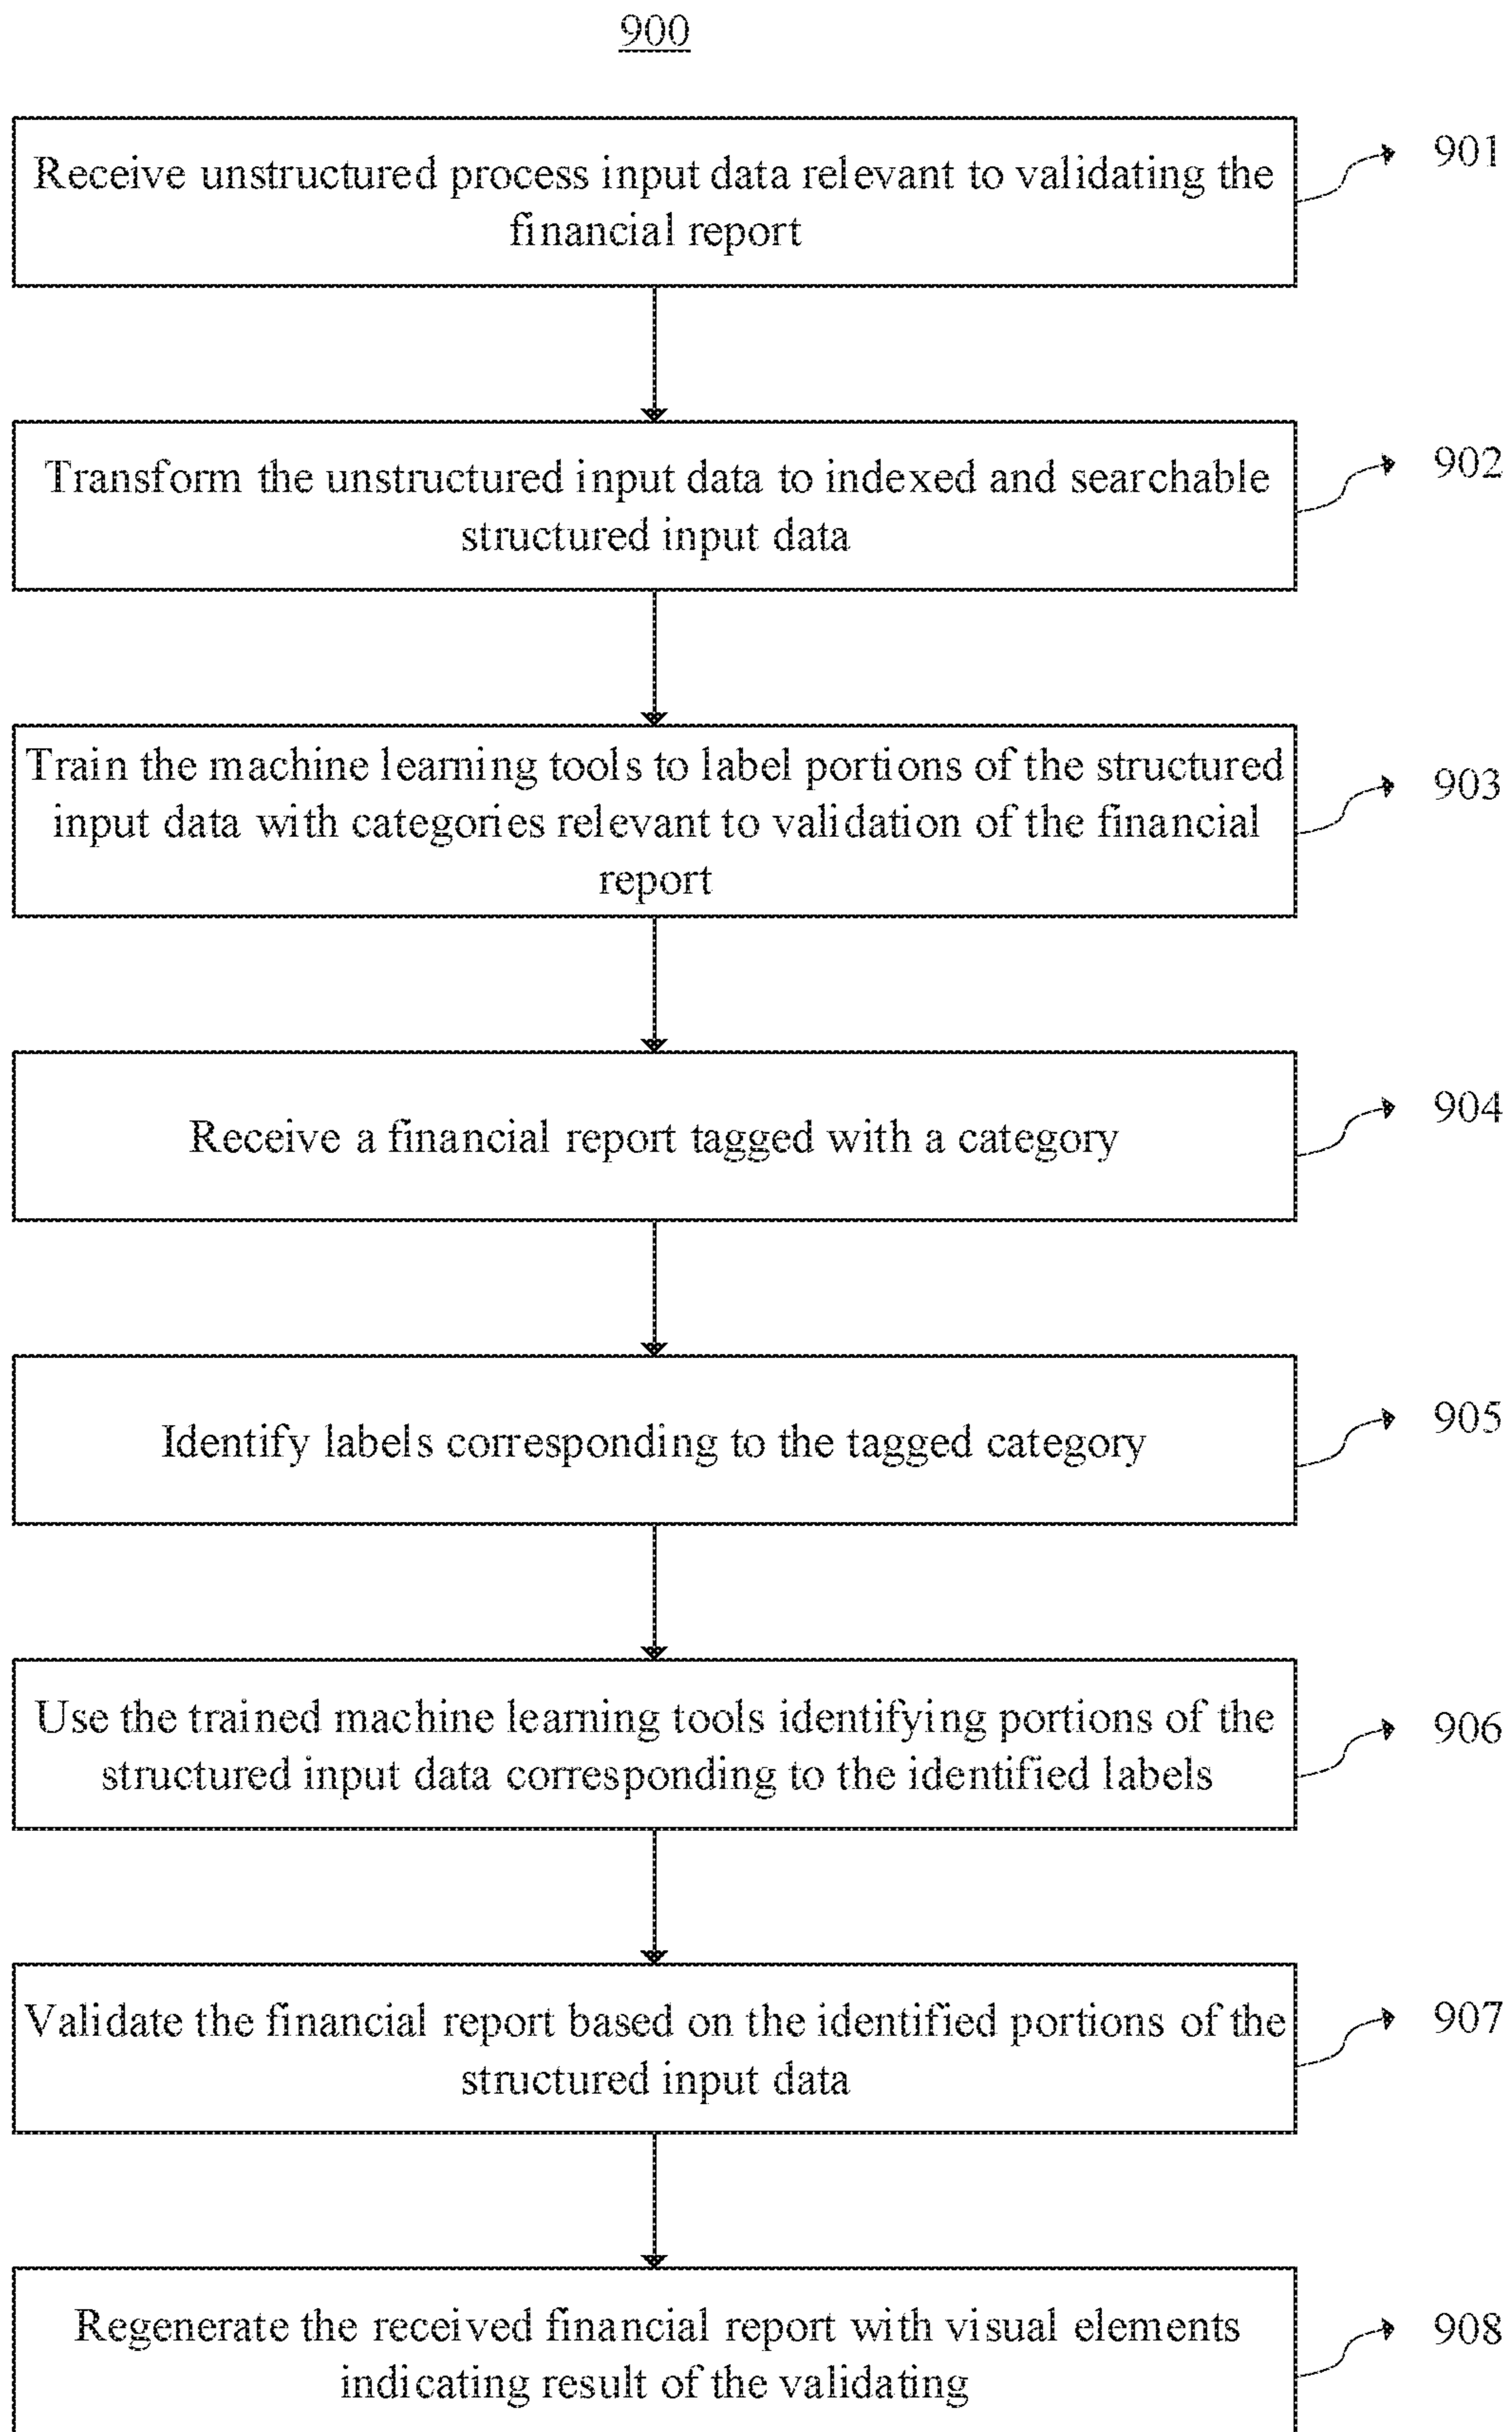 900
Receive unstructured process input data relevant to validating the
financial report
901
Transform the unstructured input data to indexed and searchable
structured input data
902
Train the machine learning tools to label portions of the structured
input data with categories relevant to validation of the financial
report
903
Receive a financial report tagged with a category
904
Identify labels corresponding to the tagged category
905
Use the trained machine learning tools identifying portions of the
structured input data corresponding to the identified labels
906
Validate the financial report based on the identified portions of the
structured input data
907
Regenerate the received financial report with visual elements
indicating result of the validating
908